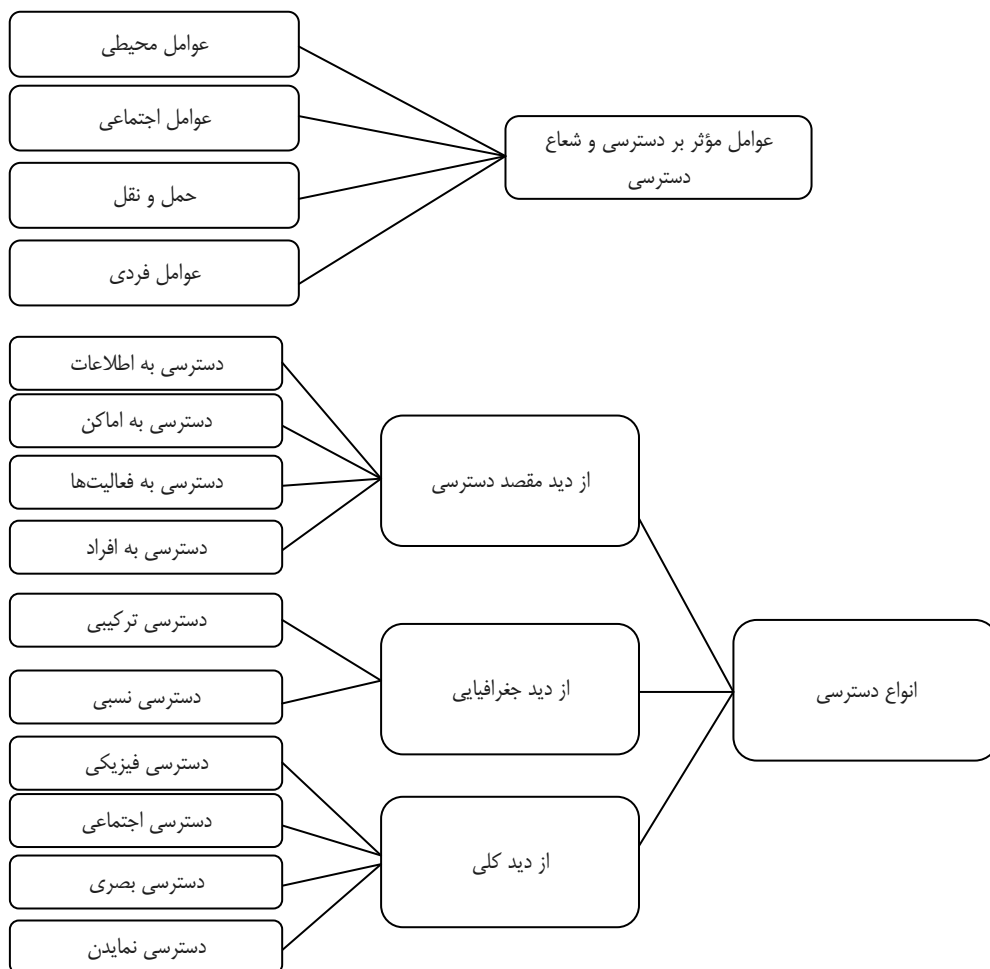 عوامل مؤثر بر دسترسی و شعاع
دسترسی
عوامل محیطی
عوامل اجتماعی
حمل و نقل
عوامل فردی
انواع دسترسی
از دید مقصد دسترسی
دسترسی به اطلاعات
دسترسی به اماکن
دسترسی به فعالیت‌ها
دسترسی به افراد
از دید جغرافیایی
دسترسی ترکیبی
دسترسی نسبی
از دید کلی
دسترسی فیزیکی
دسترسی اجتماعی
دسترسی بصری
دسترسی نمایدن